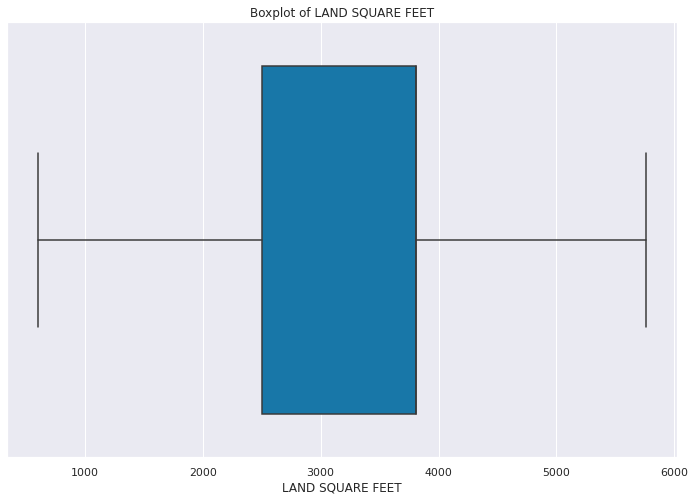 Boxplot of LAND SQUARE FEET
1000 2000 3000 4000 5000 6000
LAND SQUARE FEET